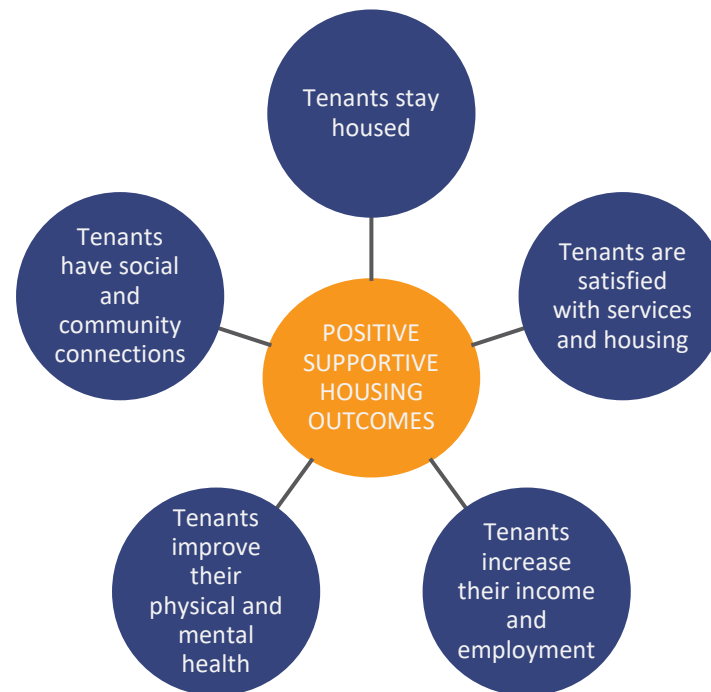 Tenants stay
housed
Tenants are
satisfied
with services
and housing
Tenants
increase
their income
and
employment
Tenants
improve
their
physical and
mental
health
Tenants
have social
and
community
connections
POSITIVE
SUPPORTIVE
HOUSING
OUTCOMES